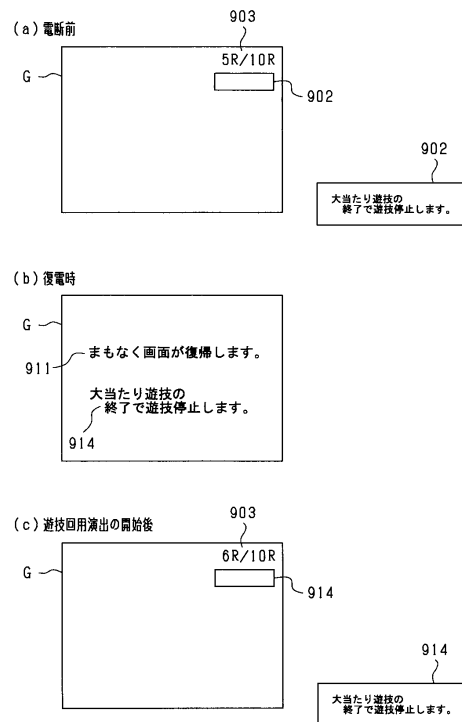 (a)電断前
903
G
5R/10R
902
902
大当たり遊技の
終了で遊技停止します。
(b)復電時
G
まもなく画面が復帰します。
911
大当たり遊技の
終了で遊技停止します。
914
(c)遊技回用演出の開始後
903
G
6R/10R
914
914
大当たり遊技の
終了で遊技停止します。